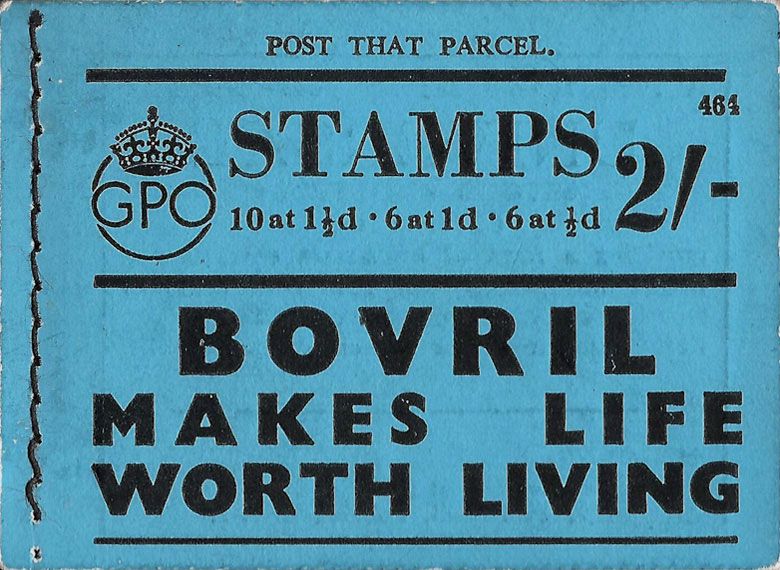 POST THAT PARCEL.
464
STAMPS 2/-
GPO
10 at 1½d · 6 at 1d · 6 at ½d
BOVRIL
MAKES LIFE
WORTH LIVING